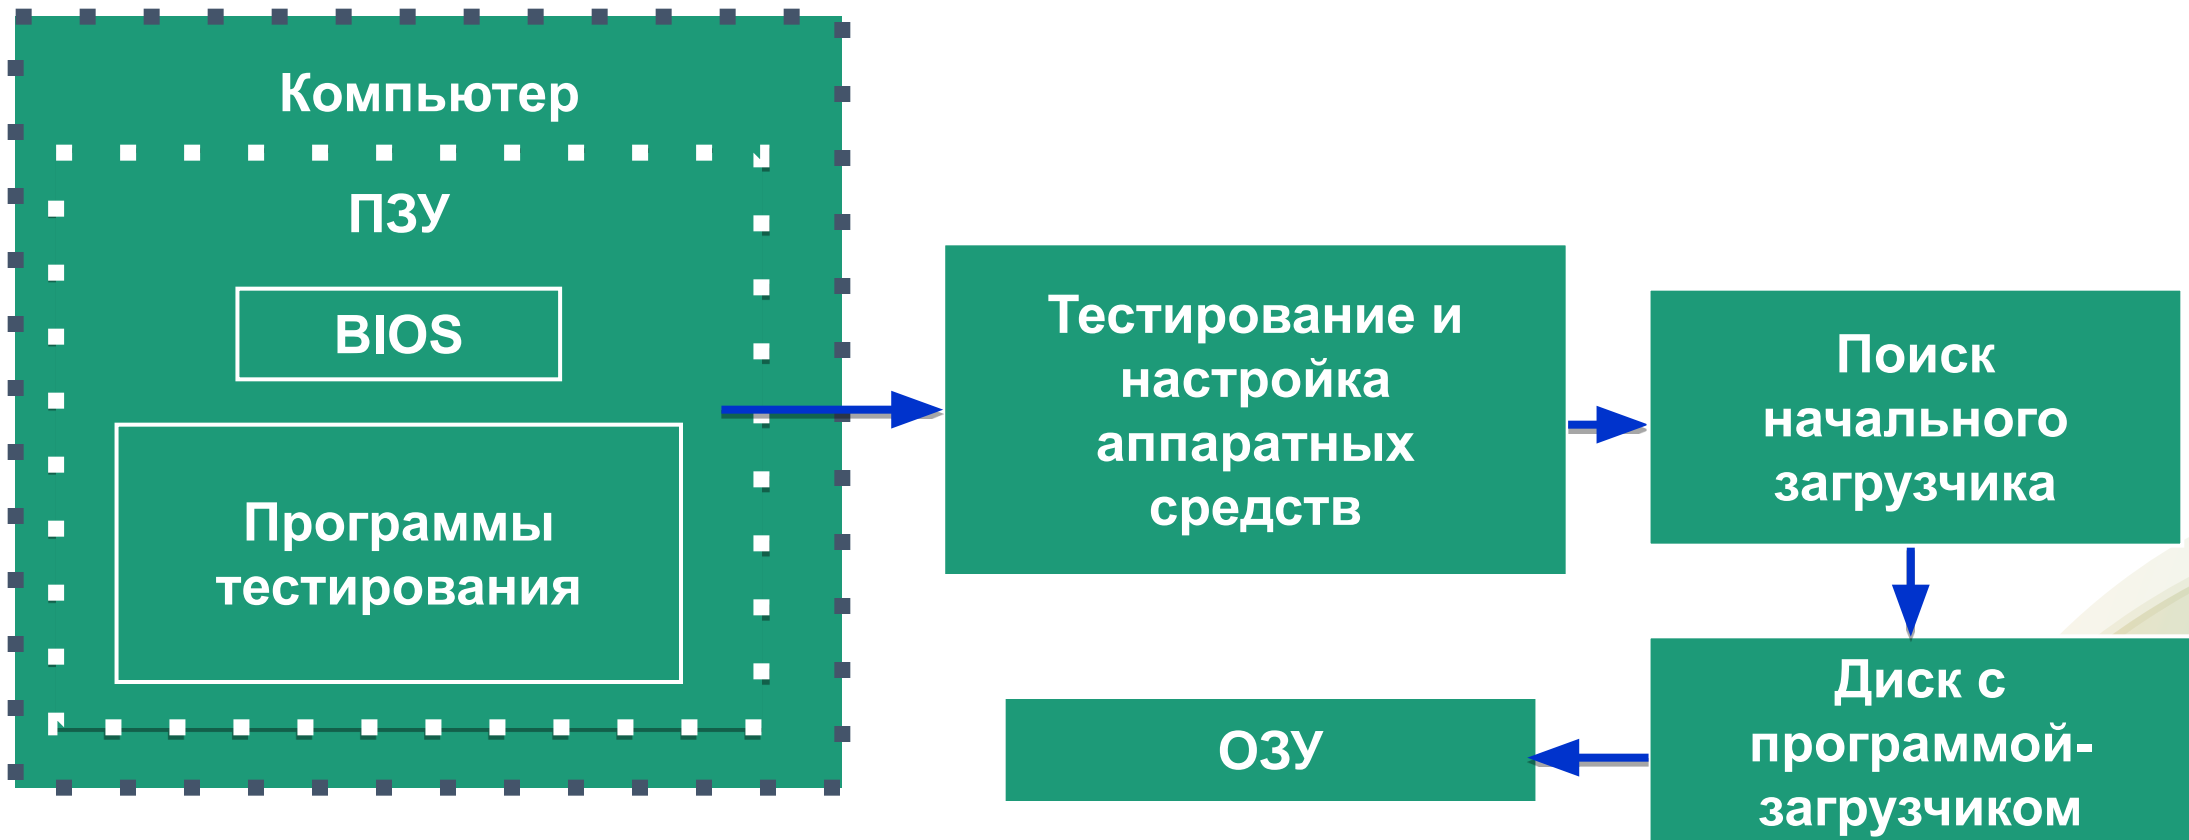 Компьютер
ПЗУ
BIOS
Программы
тестирования
Тестирование и
настройка
аппаратных
средств
Поиск
начального
загрузчика
Диск с
программой-
загрузчиком
ОЗУ